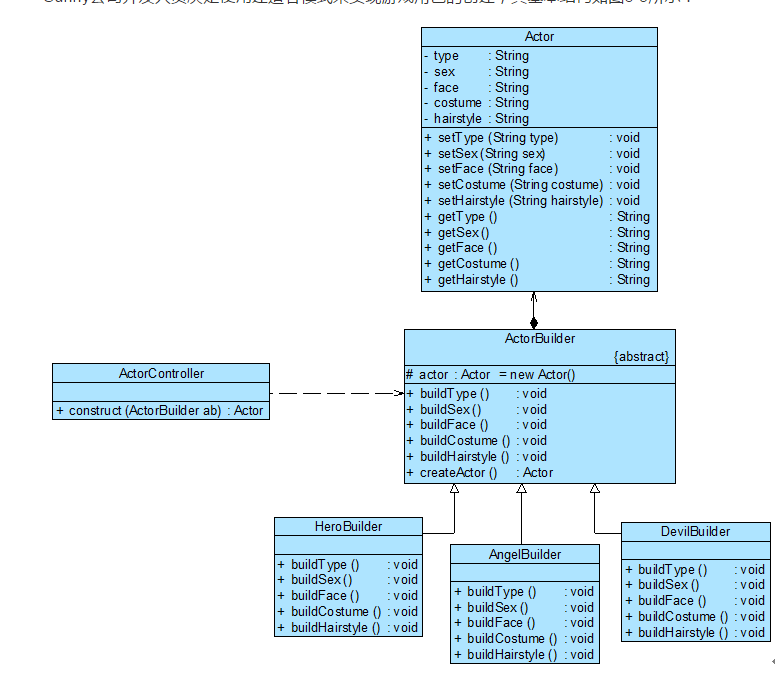 Actor
- type : String
- sex : String
- face : String
- costume : String
- hairstyle : String
+ setType (String type) : void
+ setSex (String sex) : void
+ setFace (String face) : void
+ setCostume (String costume) : void
+ setHairstyle (String hairstyle) : void
+ getType () : String
+ getSex () : String
+ getFace () : String
+ getCostume () : String
+ getHairstyle () : String
ActorBuilder
{abstract}
# actor : Actor = new Actor()
+ buildType () : void
+ buildSex () : void
+ buildFace () : void
+ buildCostume () : void
+ buildHairstyle () : void
+ createActor () : Actor
ActorController
+ construct (ActorBuilder ab) : Actor
HeroBuilder
+ buildType () : void
+ buildSex () : void
+ buildFace () : void
+ buildCostume () : void
+ buildHairstyle () : void
AngelBuilder
+ buildType () : void
+ buildSex () : void
+ buildFace () : void
+ buildCostume () : void
+ buildHairstyle () : void
DevilBuilder
+ buildType () : void
+ buildSex () : void
+ buildFace () : void
+ buildCostume () : void
+ buildHairstyle () : void